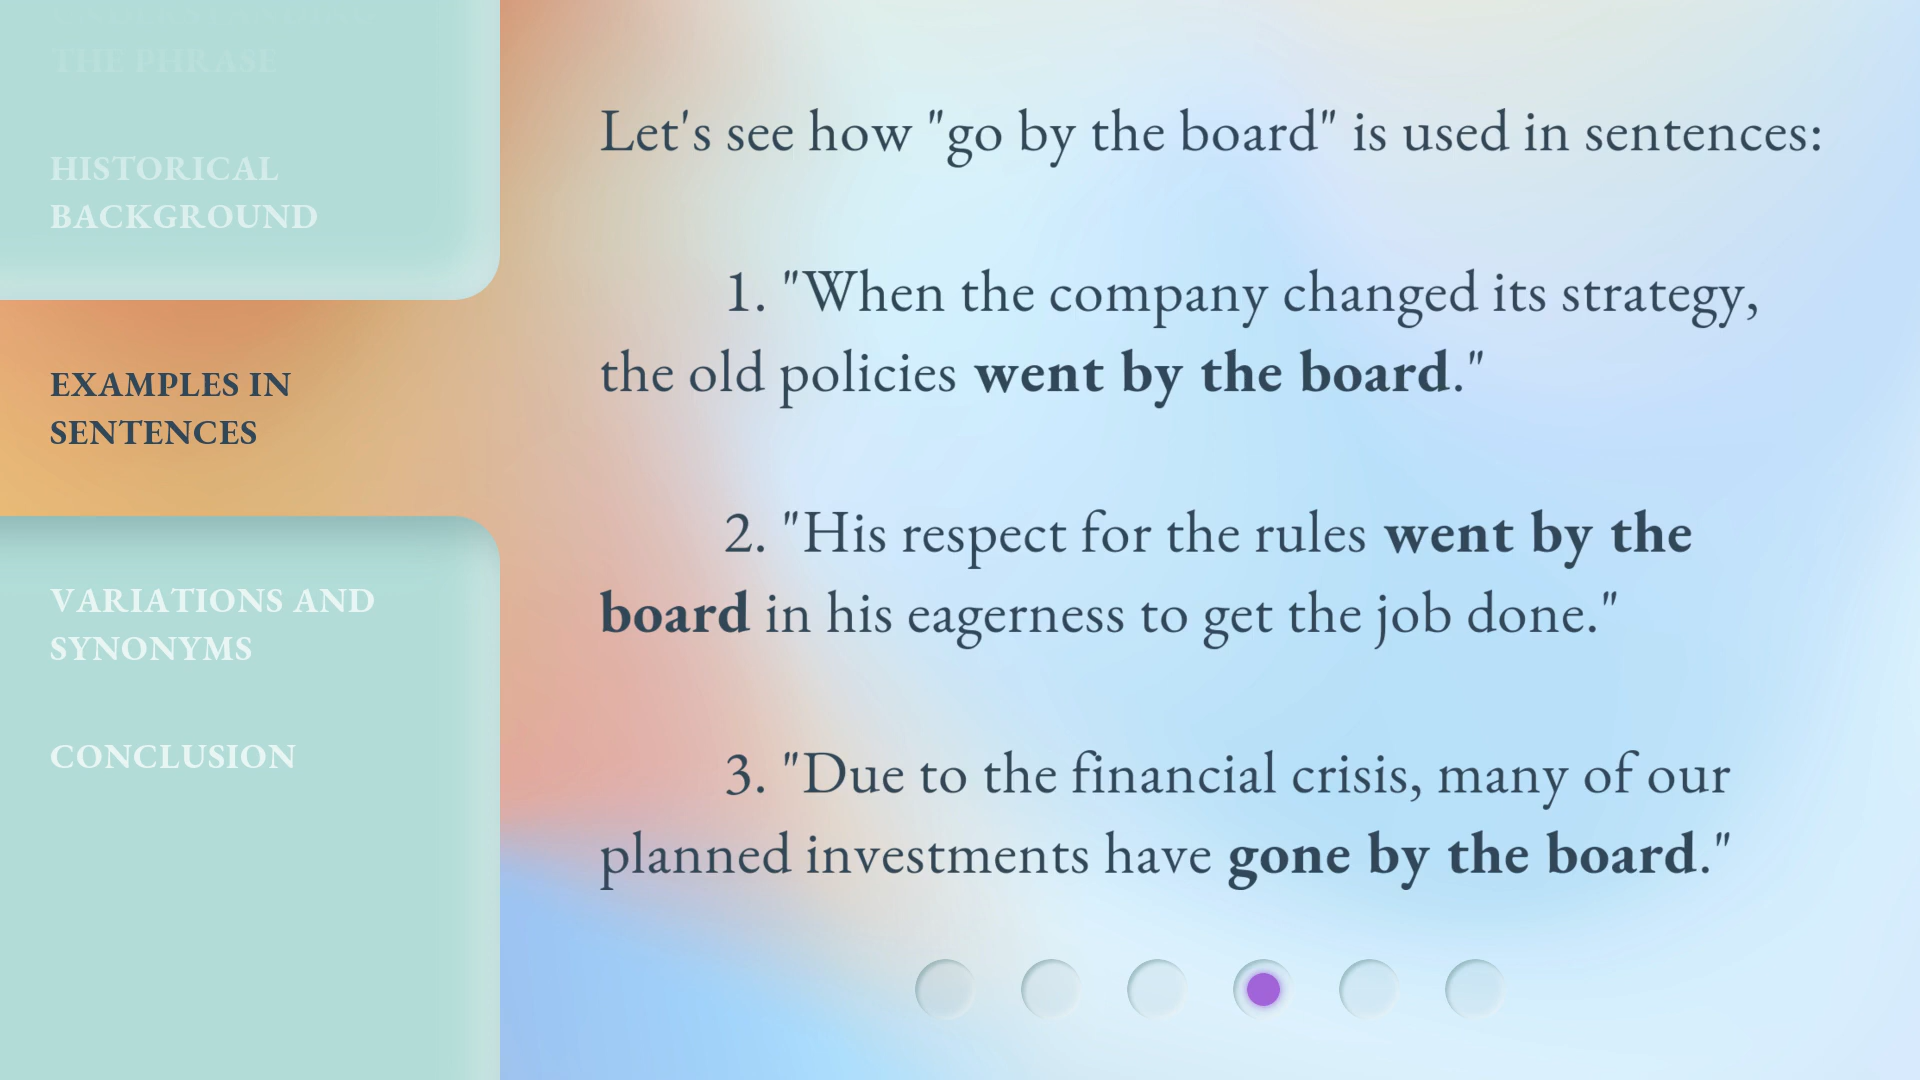 THE PHRASE
HISTORICAL
BACKGROUND
EXAMPLES IN
SENTENCES
VARIATIONS AND
SYNONYMS
CONCLUSION
Let's see how "go by the board" is used in sentences:
1. "When the company changed its strategy,
the old policies went by the board."
2. "His respect for the rules went by the
board in his eagerness to get the job done."
3. "Due to the financial crisis, many of our
planned investments have gone by the board."